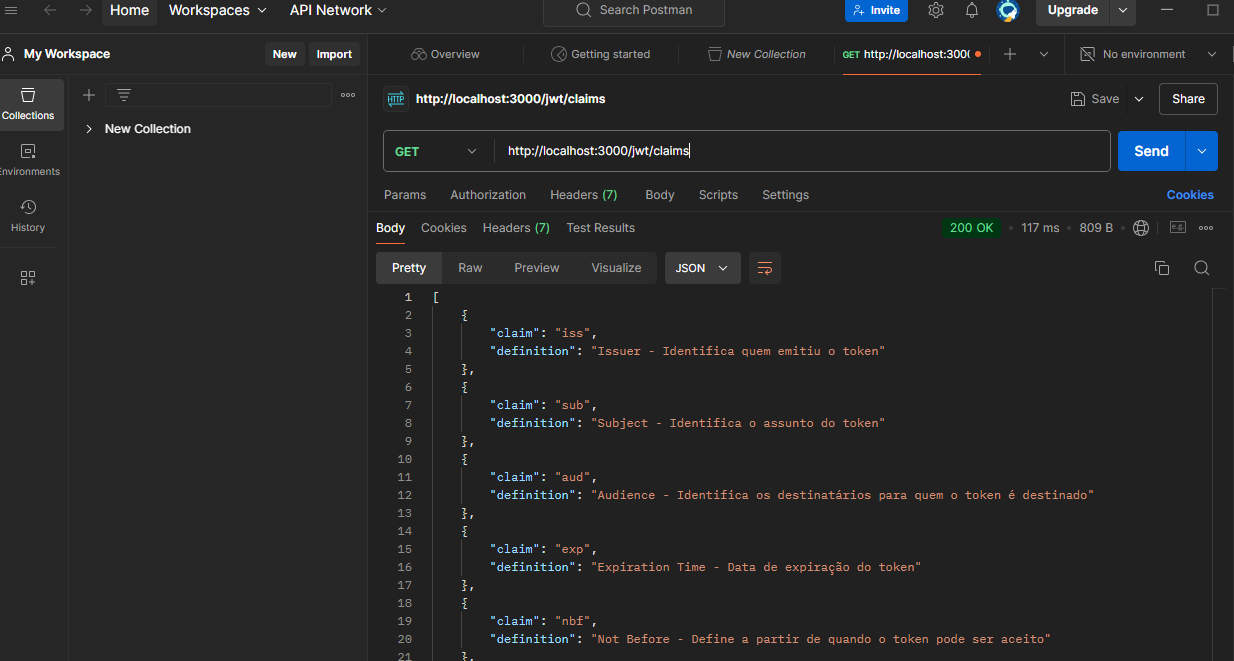 Home Workspaces API Network Search Postman Invite Upgrade
My Workspace New Import Overview Getting started New Collection GET http://localhost:300( No environment
Collections
New Collection
Environments
History
HTTP http://localhost:3000/jwt/claims Save Share
GET http://localhost:3000/jwt/claims Send
Params Authorization Headers (7) Body Scripts Settings Cookies
Body Cookies Headers (7) Test Results 200 OK • 117 ms • 809 B • e.g.
Pretty Raw Preview Visualize JSON
1 [
2 {
3 "claim": "iss",
4 "definition": "Issuer - Identifica quem emitiu o token"
5 },
6 {
7 "claim": "sub",
8 "definition": "Subject - Identifica o assunto do token"
9 },
10 {
11 "claim": "aud",
12 "definition": "Audience - Identifica os destinatários para quem o token é destinado"
13 },
14 {
15 "claim": "exp",
16 "definition": "Expiration Time - Data de expiração do token"
17 },
18 {
19 "claim": "nbf",
20 "definition": "Not Before - Define a partir de quando o token pode ser aceito"
21 },